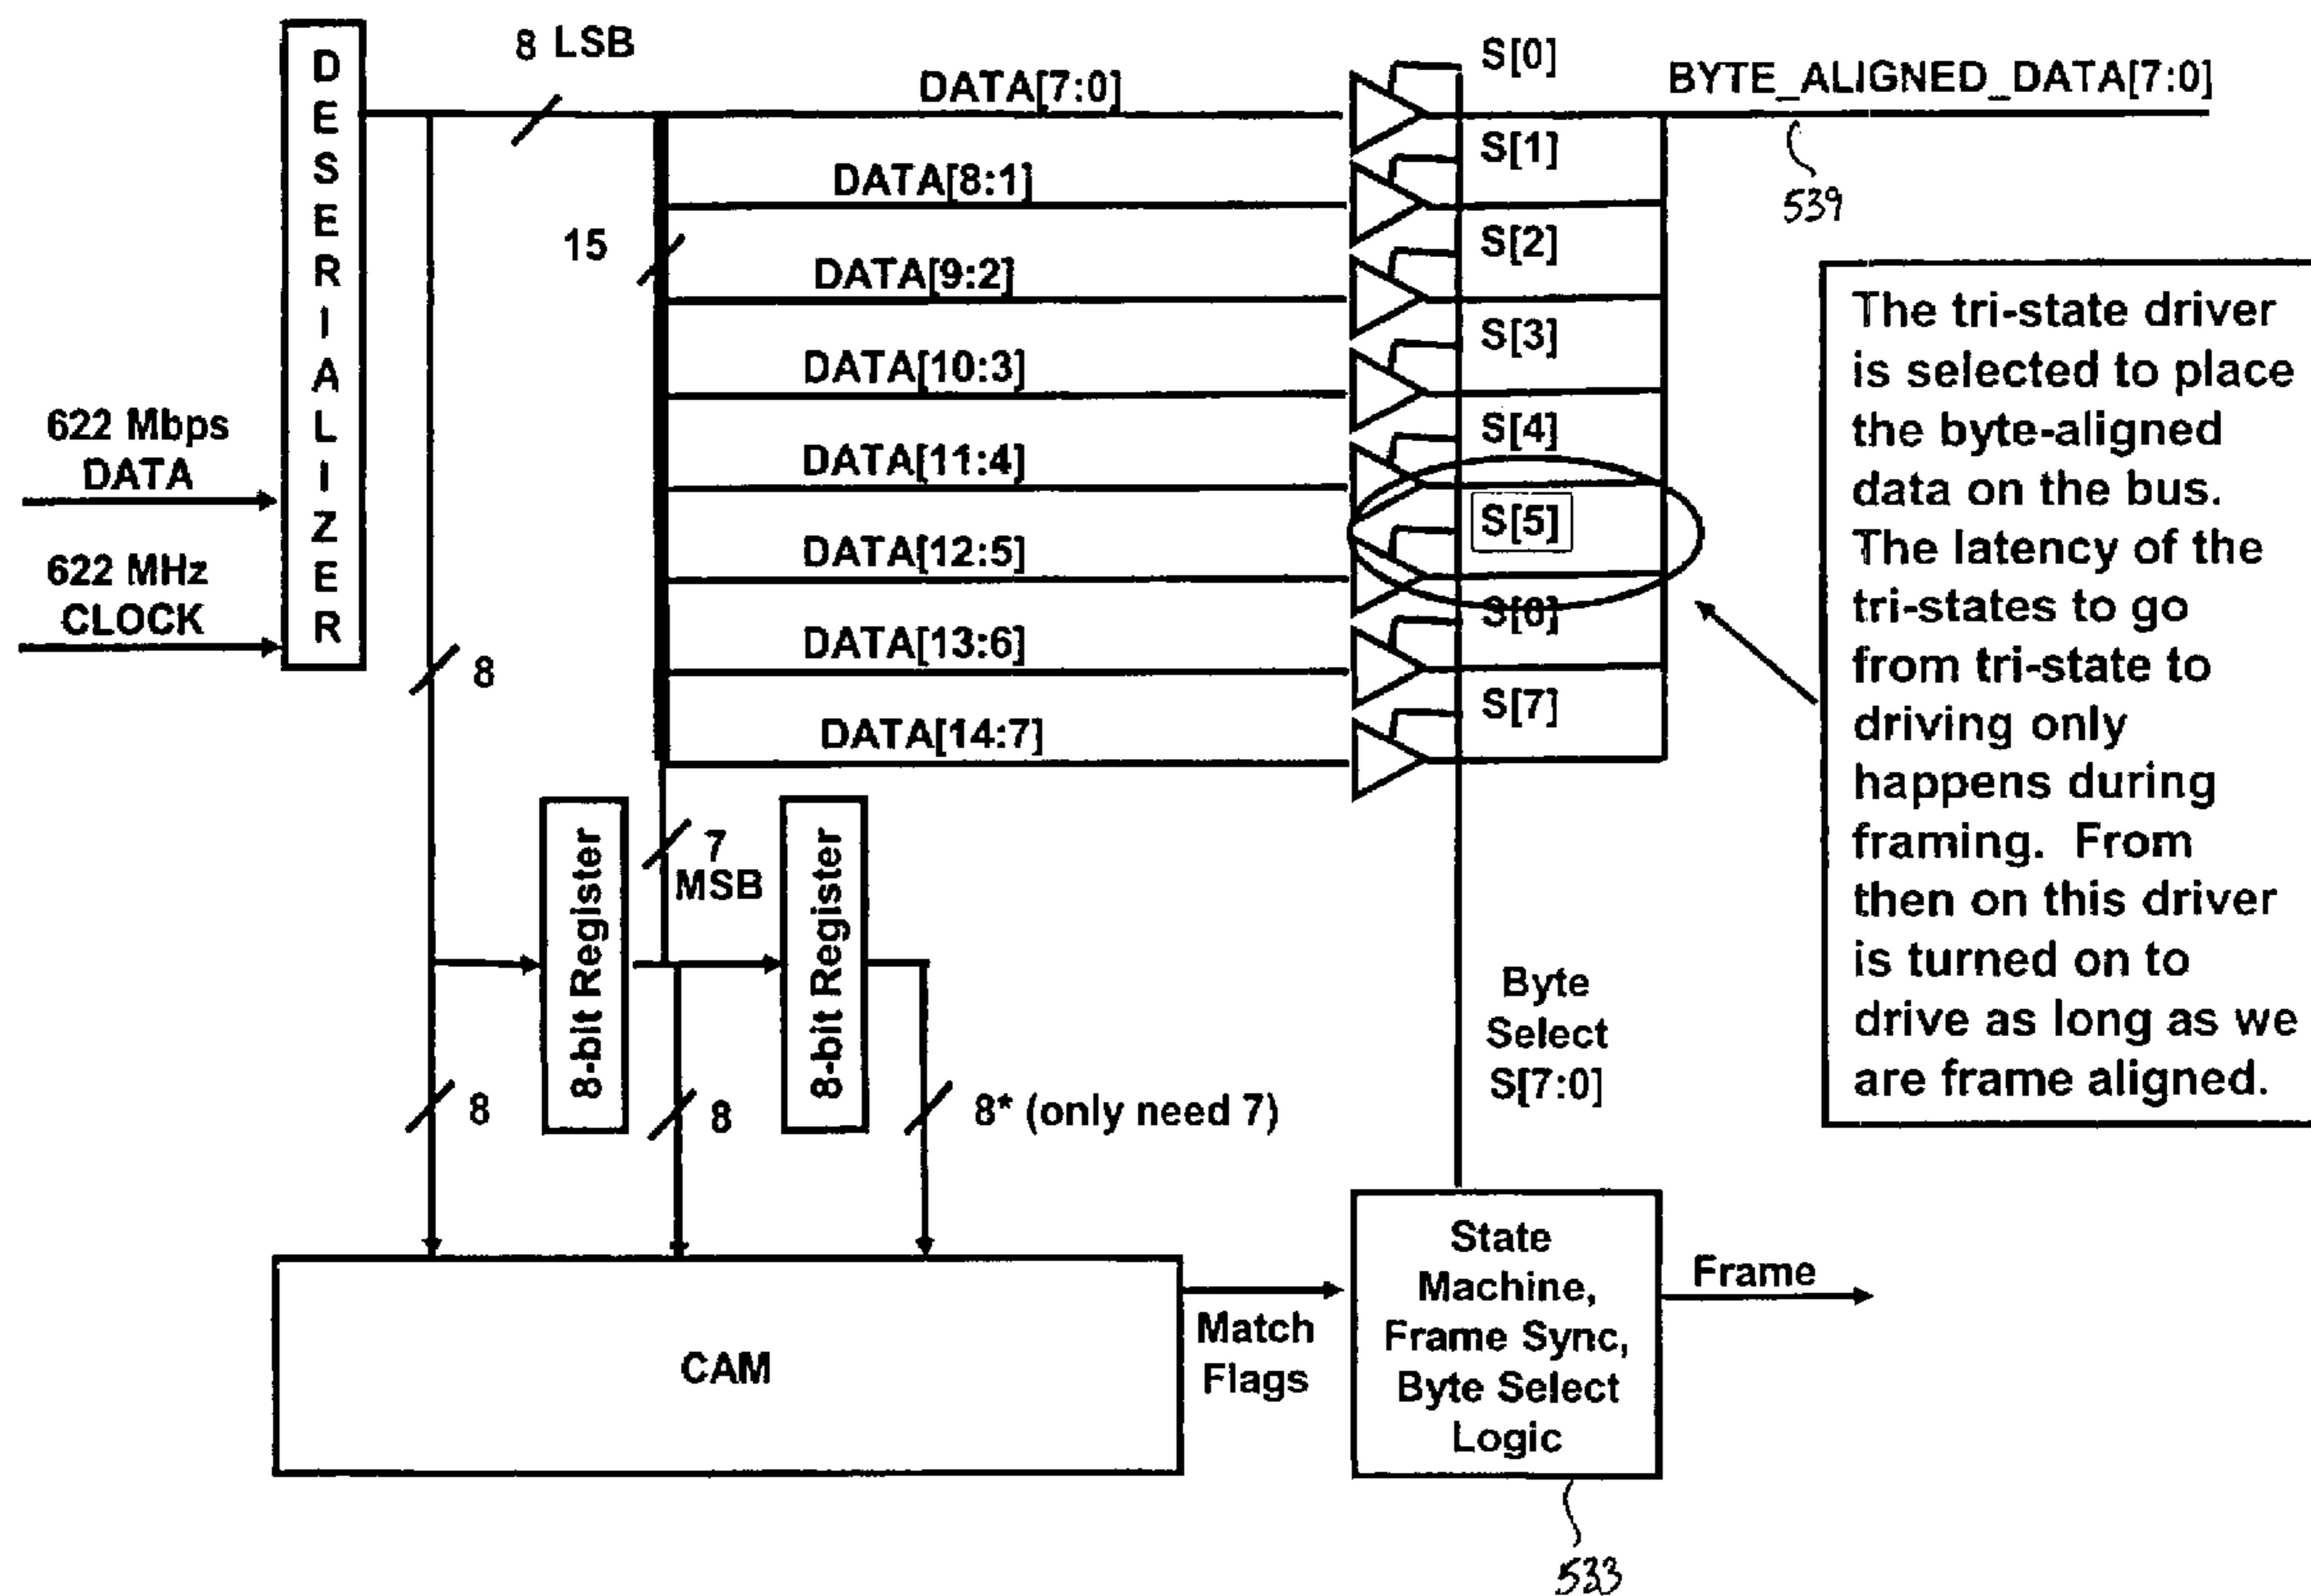 DESERIALIZER
8 LSB
DATA[7:0]
S[0]
BYTE_ALIGNED_DATA[7:0]
539
S[1]
DATA[8:1]
15
S[2]
DATA[9:2]
S[3]
DATA[10:3]
S[4]
DATA[11:4]
S[5]
DATA[12:5]
S[6]
DATA[13:6]
S[7]
DATA[14:7]
622 Mbps
DATA
622 MHz
CLOCK
8
The tri-state driver
is selected to place
the byte-aligned
data on the bus.
The latency of the
tri-states to go
from tri-state to
driving only
happens during
framing. From
then on this driver
is turned on to
drive as long as we
are frame aligned.
7
MSB
8-bit Register
8-bit Register
8
8
8* (only need 7)
Byte
Select
S[7:0]
CAM
Match
Flags
State
Machine,
Frame Sync,
Byte Select
Logic
Frame
533